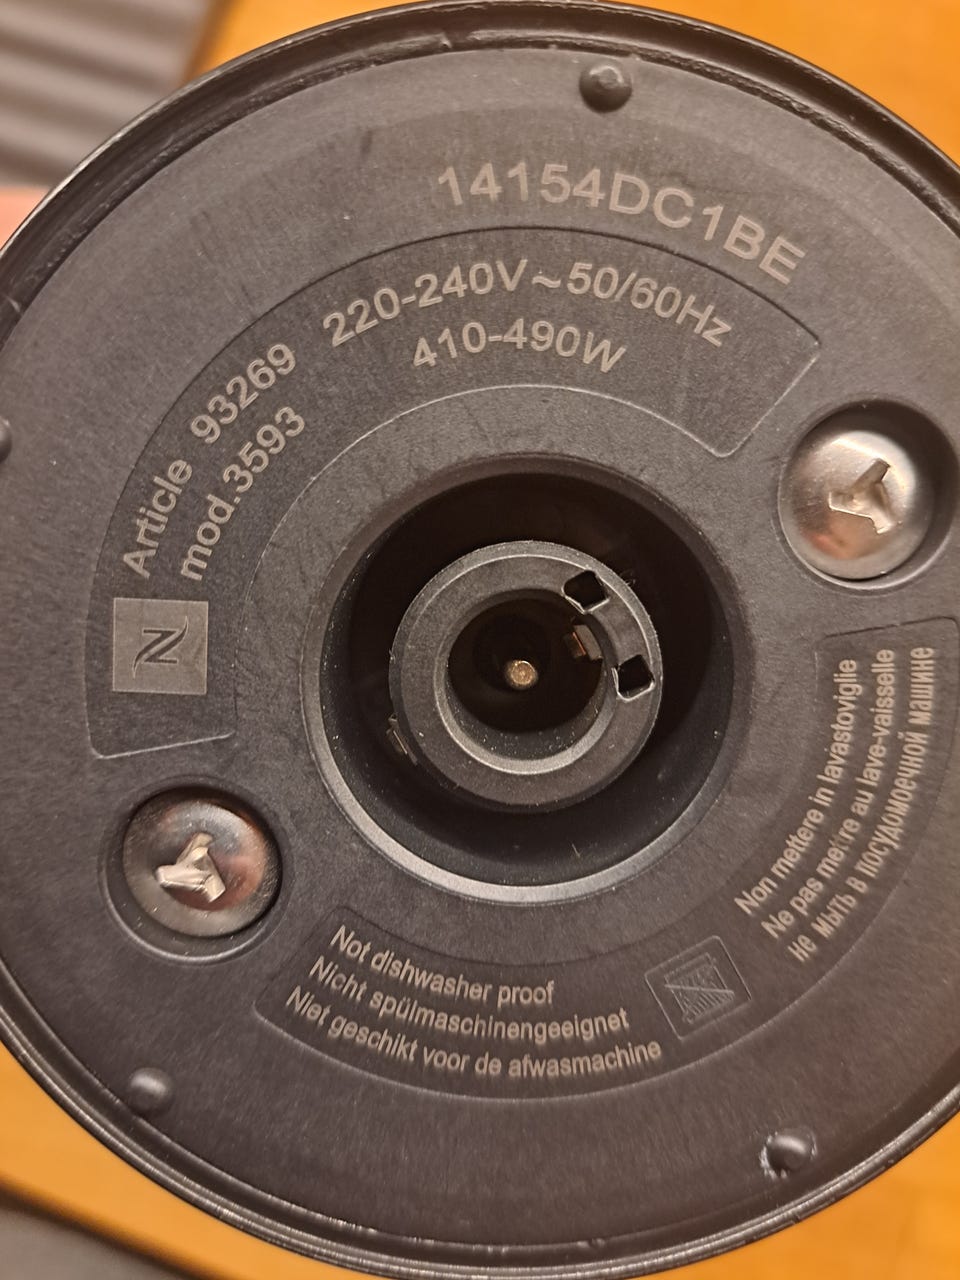 14154DC1BE
Article 93269 220-240V~50/60Hz
mod.3593 410-490W
N
Not dishwasher proof
Nicht spülmaschinengeeignet
Niet geschikt voor de afwasmachine
Non mettere in lavastoviglie
Ne pas mettre au lave-vaisselle
не мыть в посудомоечной машине